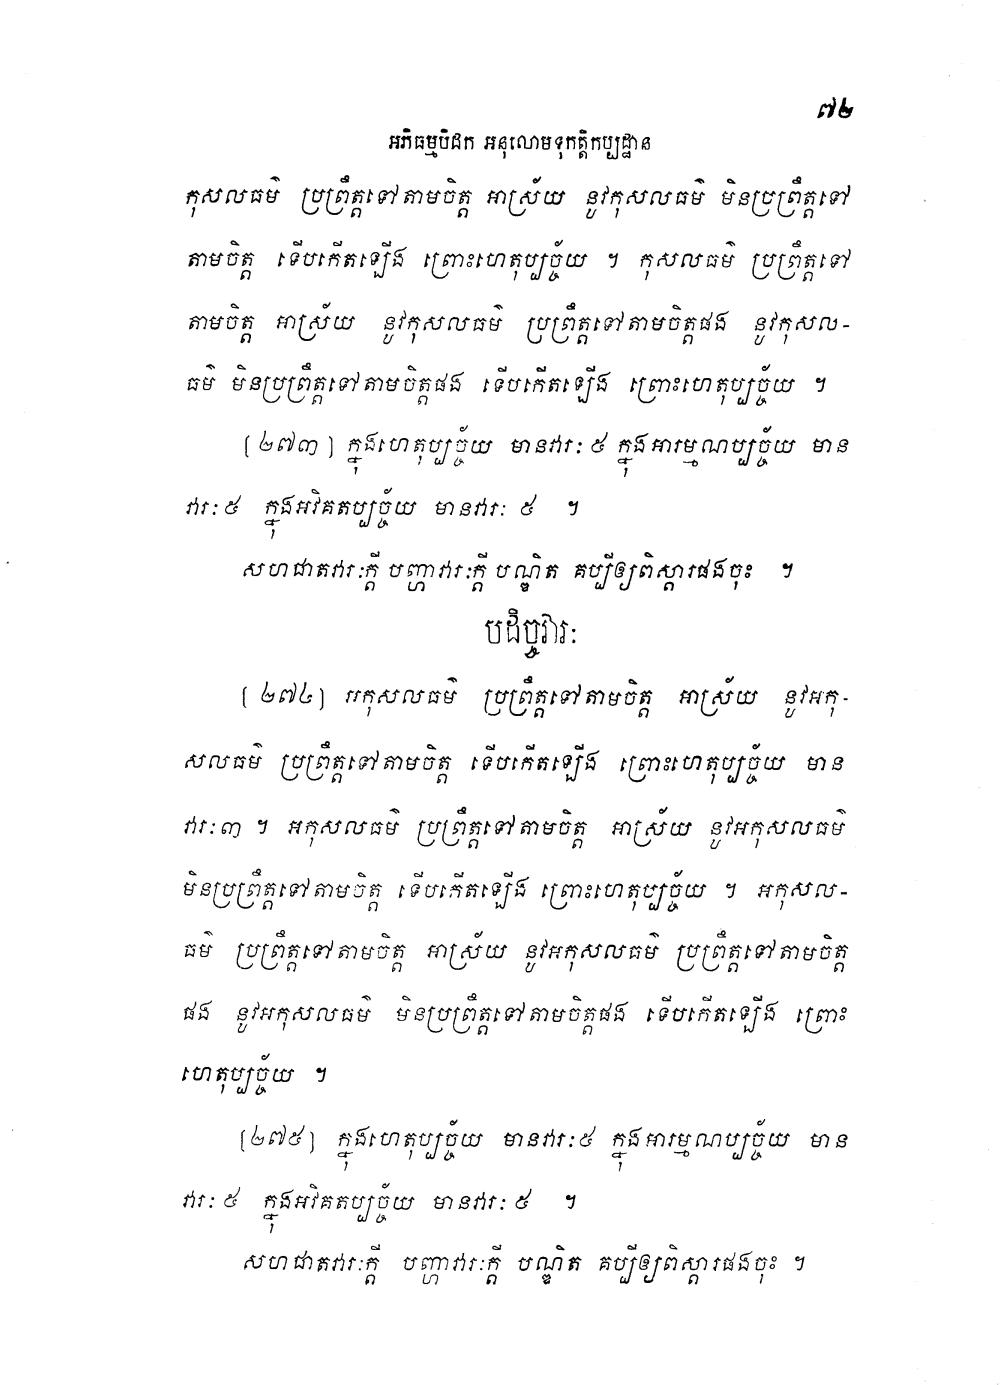 ៧២
អភិធម្មបិដក អនុលោមទុកត្តិកប្បដ្ឋាន
កុសលធម៌ ប្រព្រឹត្តទៅតាមចិត្ត អាស្រ័យ នូវកុសលធម៌ មិនប្រព្រឹត្តទៅ
តាមចិត្ត ទើបកើតឡើង ព្រោះហេតុប្បច្ច័យ ។ កុសលធម៌ ប្រព្រឹត្តទៅ
តាមចិត្ត អាស្រ័យ នូវកុសលធម៌ ប្រព្រឹត្តទៅតាមចិត្តផង នូវកុសល-
ធម៌ មិនប្រព្រឹត្តទៅតាមចិត្តផង ទើបកើតឡើង ព្រោះហេតុប្បច្ច័យ ។
[២៧៣] ក្នុងហេតុប្បច្ច័យ មានវារៈ ៥ ក្នុងអារម្មណប្បច្ច័យ មាន
វារៈ ៥ ក្នុងអវិគតប្បច្ច័យ មានវារៈ ៥ ។
សហជាតវារៈក្តី បញ្ហាវារៈក្តី បណ្ឌិត គប្បីឲ្យពិស្តារផងចុះ ។
បដិច្ចវារៈ
[២៧៤] អកុសលធម៌ ប្រព្រឹត្តទៅតាមចិត្ត អាស្រ័យ នូវអកុ-
សលធម៌ ប្រព្រឹត្តទៅតាមចិត្ត ទើបកើតឡើង ព្រោះហេតុប្បច្ច័យ មាន
វារៈ៣ ។ អកុសលធម៌ ប្រព្រឹត្តទៅតាមចិត្ត អាស្រ័យ នូវអកុសលធម៌
មិនប្រព្រឹត្តទៅតាមចិត្ត ទើបកើតឡើង ព្រោះហេតុប្បច្ច័យ ។ អកុសល-
ធម៌ ប្រព្រឹត្តទៅតាមចិត្ត អាស្រ័យ នូវអកុសលធម៌ ប្រព្រឹត្តទៅតាមចិត្ត
ផង នូវអកុសលធម៌ មិនប្រព្រឹត្តទៅតាមចិត្តផង ទើបកើតឡើង ព្រោះ
ហេតុប្បច្ច័យ ។
[២៧៥] ក្នុងហេតុប្បច្ច័យ មានវារៈ៥ ក្នុងអារម្មណប្បច្ច័យ មាន
វារៈ ៥ ក្នុងអវិគតប្បច្ច័យ មានវារៈ ៥ ។
សហជាតវារៈក្តី បញ្ហាវារៈក្តី បណ្ឌិត គប្បីឲ្យពិស្តារផងចុះ ។